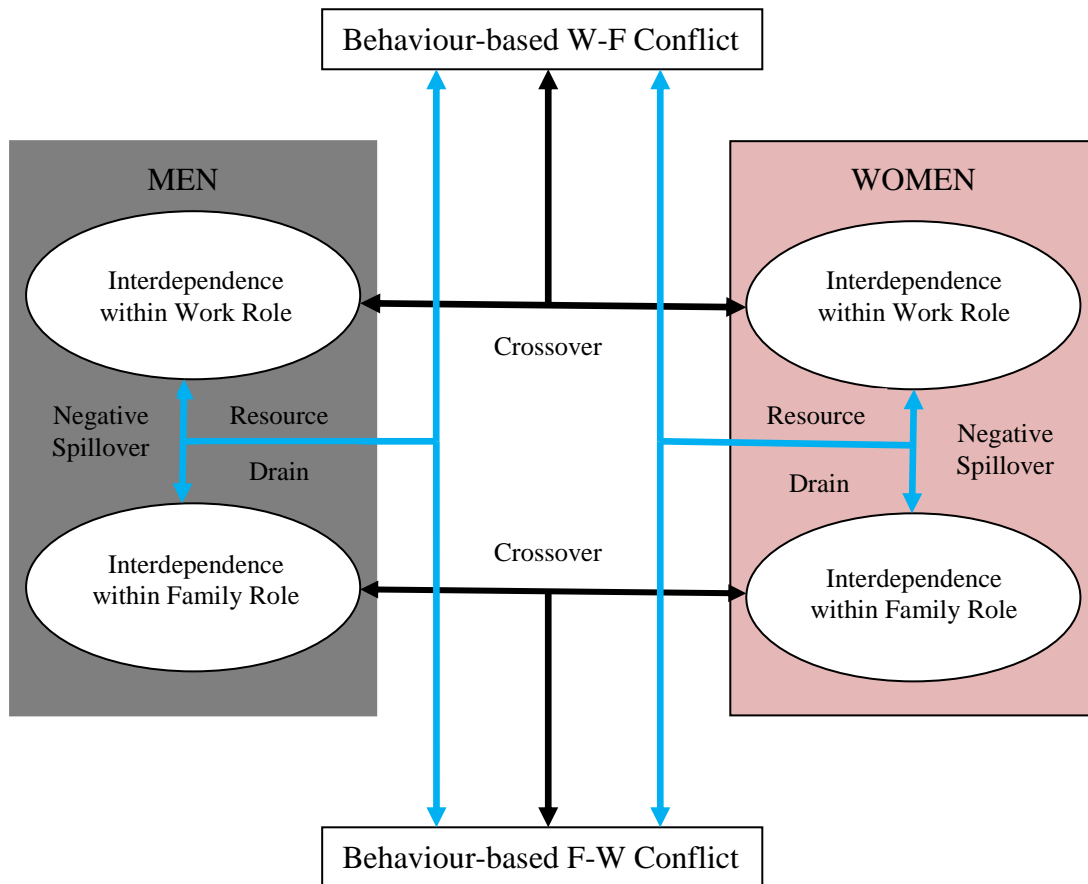 Behaviour-based W-F Conflict
MEN
WOMEN
Interdependence
within Work Role
Interdependence
within Work Role
Crossover
Negative
Spillover
Resource
Drain
Resource
Drain
Negative
Spillover
Crossover
Interdependence
within Family Role
Interdependence
within Family Role
Behaviour-based F-W Conflict